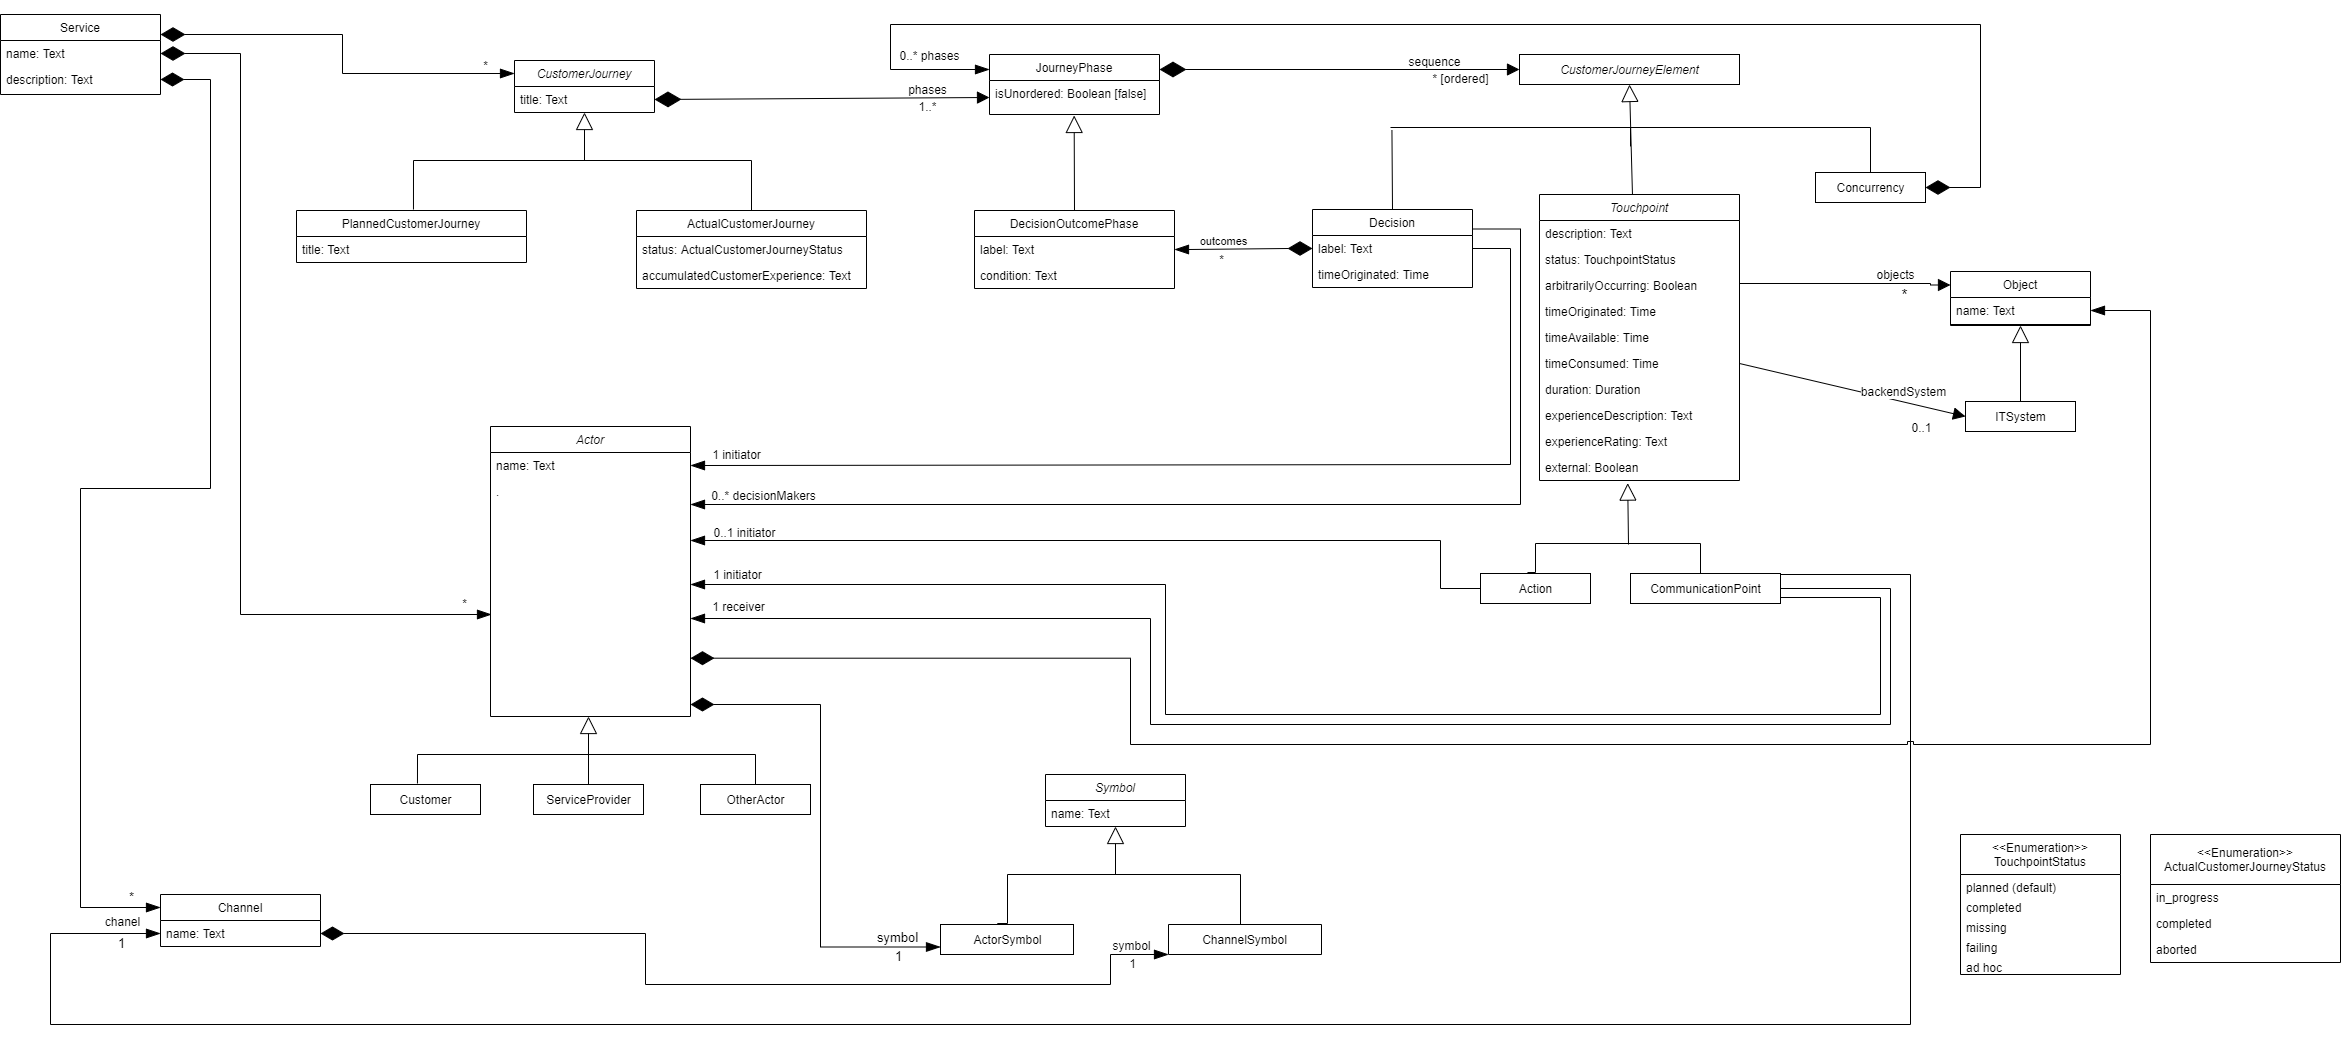 Service
name: Text
description: Text
*
CustomerJourney
title: Text
phases
1..*
0..* phases
JourneyPhase
isUnordered: Boolean [false]
sequence
* [ordered]
CustomerJourneyElement
Concurrency
PlannedCustomerJourney
title: Text
ActualCustomerJourney
status: ActualCustomerJourneyStatus
accumulatedCustomerExperience: Text
DecisionOutcomePhase
label: Text
condition: Text
outcomes
*
Decision
label: Text
timeOriginated: Time
Touchpoint
description: Text
status: TouchpointStatus
arbitrarilyOccurring: Boolean
timeOriginated: Time
timeAvailable: Time
timeConsumed: Time
duration: Duration
experienceDescription: Text
experienceRating: Text
external: Boolean
objects
*
Object
name: Text
backendSystem
0..1
ITSystem
Actor
name: Text
.
*
1 initiator
0..* decisionMakers
0..1 initiator
1 initiator
1 receiver
Action
CommunicationPoint
Customer
ServiceProvider
OtherActor
Symbol
name: Text
ActorSymbol
ChannelSymbol
symbol
1
symbol
1
*
chanel
1
Channel
name: Text
<<Enumeration>>
TouchpointStatus
planned (default)
completed
missing
failing
ad hoc
<<Enumeration>>
ActualCustomerJourneyStatus
in_progress
completed
aborted